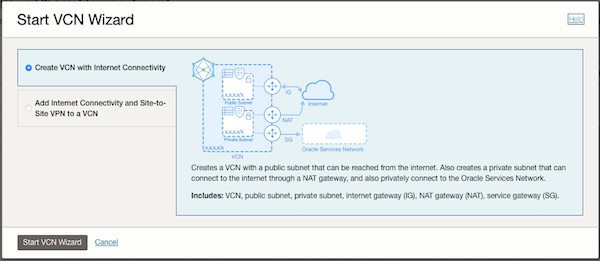 Start VCN Wizard
Help
Create VCN with Internet Connectivity
Add Internet Connectivity and Site-to-
Site VPN to a VCN
X.X.X.X/X
Public Subnet
IG
Internet
NAT
X.X.X.X/X
Private Subnet
SG
Oracle Services Network
X.X.X.X/X
VCN
Creates a VCN with a public subnet that can be reached from the internet. Also creates a private subnet that can
connect to the internet through a NAT gateway, and also privately connect to the Oracle Services Network.
Includes: VCN, public subnet, private subnet, internet gateway (IG), NAT gateway (NAT), service gateway (SG).
Start VCN Wizard
Cancel